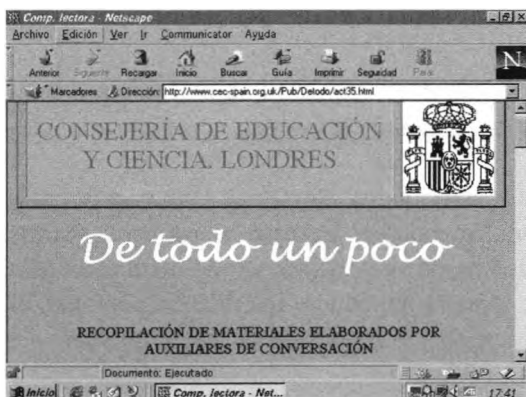 Comp. lectora - Netscape
Archivo Edición Ver Ir Communicator Ayuda
Anterior Siguiente Recargar Inicio Buscar Guía Imprimir Seguridad Parar
Marcadores Dirección: http://www.cec-spain.org.uk/Pub/Detodo/act35.html
CONSEJERÍA DE EDUCACIÓN
Y CIENCIA. LONDRES
De todo un poco
RECOPILACIÓN DE MATERIALES ELABORADOS POR
AUXILIARES DE CONVERSACIÓN
Documento: Ejecutado
Inicio Comp. lectora - Net... 17:41